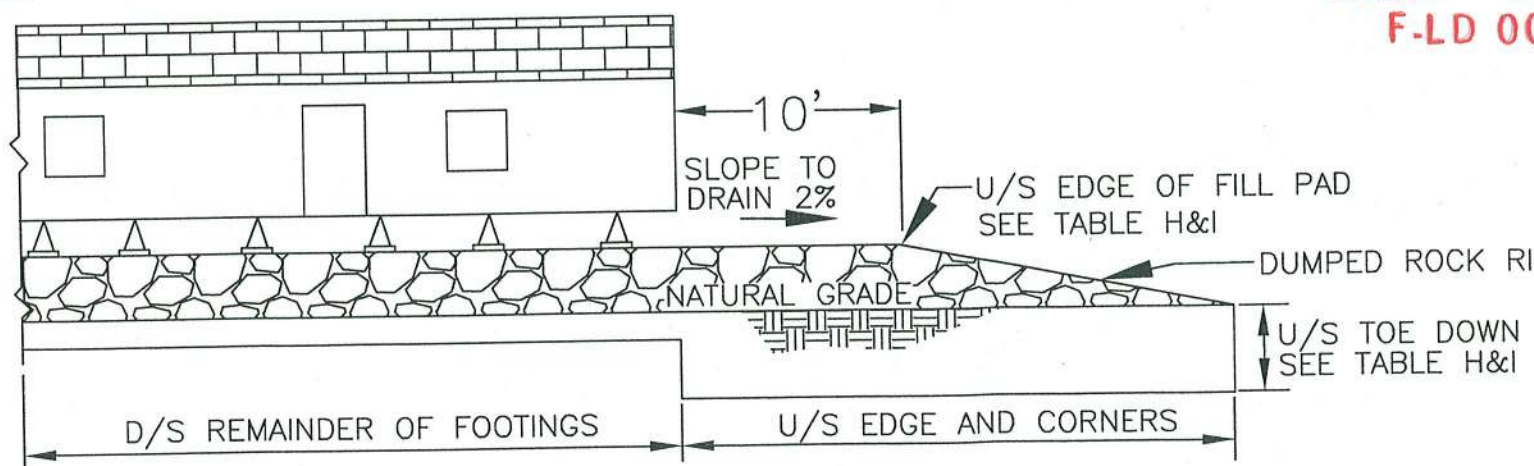 F-LD 00
10'
SLOPE TO
DRAIN 2%
U/S EDGE OF FILL PAD
SEE TABLE H&I
DUMPED ROCK RI
NATURAL GRADE
U/S TOE DOWN
SEE TABLE H&I
D/S REMAINDER OF FOOTINGS
U/S EDGE AND CORNERS